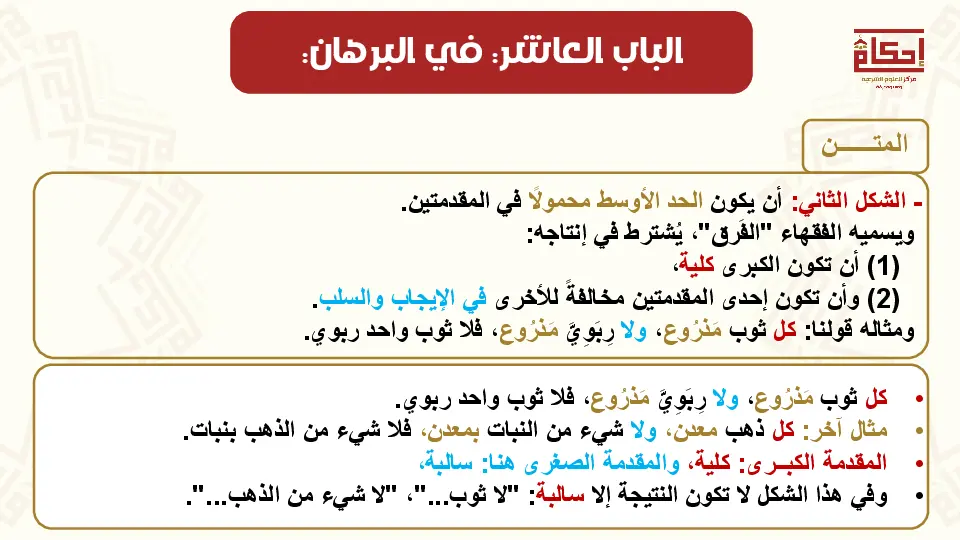 الباب العاشر: في البرهان:
إحكام
مركز للعلوم الشرعية
المتـــــن
- الشكل الثاني: أن يكون الحد الأوسط محمولًا في المقدمتين.
ويسميه الفقهاء "الفَرق"، يُشترط في إنتاجه:
(1) أن تكون الكبرى كلية،
(2) وأن تكون إحدى المقدمتين مخالفةً للأخرى في الإيجاب والسلب.
ومثاله قولنا: كل ثوب مَذرُوع، ولا رِبَوِيَّ مَذرُوع، فلا ثوب واحد ربوي.
• كل ثوب مَذرُوع، ولا رِبَوِيَّ مَذرُوع، فلا ثوب واحد ربوي.
• مثال آخر: كل ذهب معدن، ولا شيء من النبات بمعدن، فلا شيء من الذهب بنبات.
• المقدمة الكبــرى: كلية، والمقدمة الصغرى هنا: سالبة،
• وفي هذا الشكل لا تكون النتيجة إلا سالبة: "لا ثوب..."، "لا شيء من الذهب...".